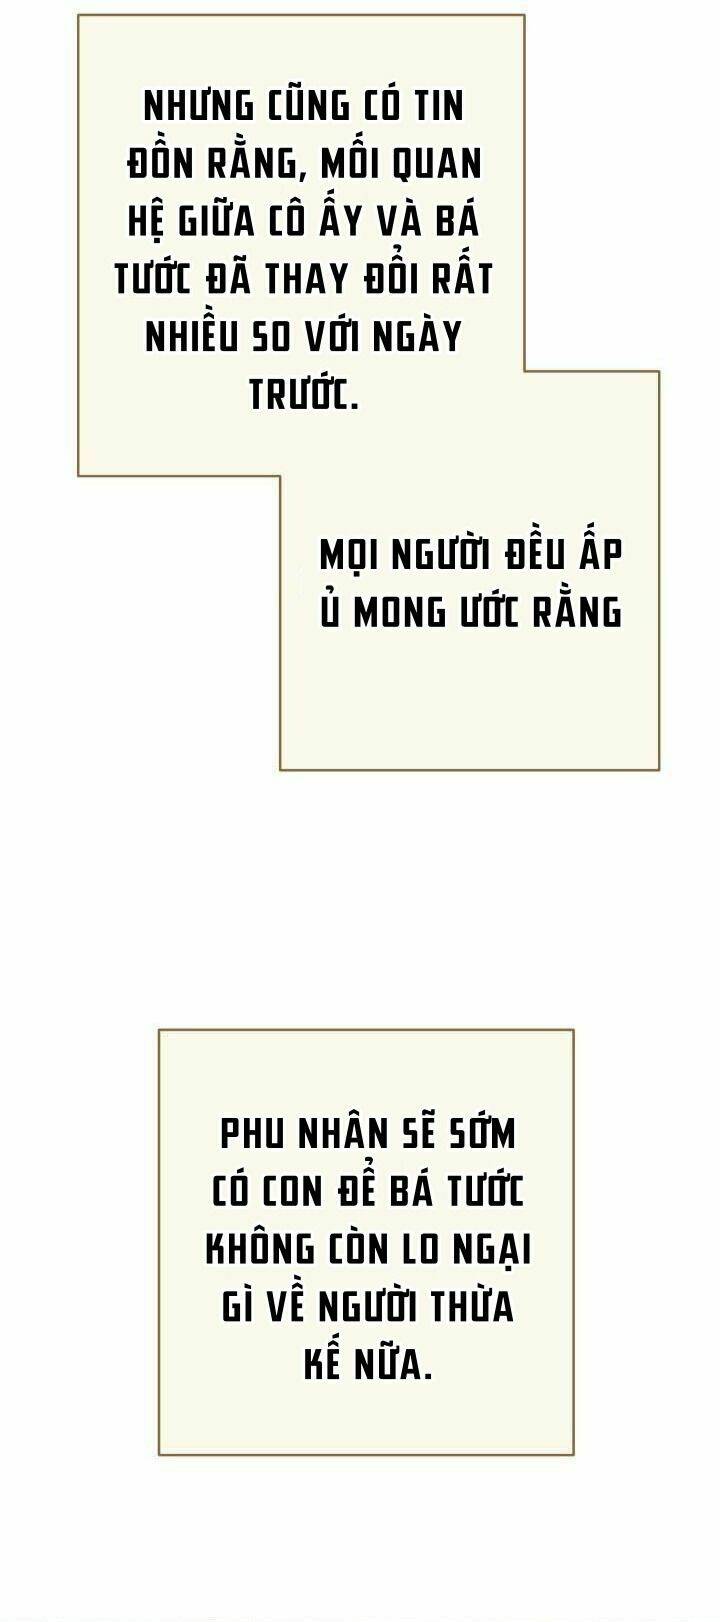 NHƯNG CŨNG CÓ TIN
ĐỒN RẰNG, MỐI QUAN
HỆ GIỮA CÔ ẤY VÀ BÁ
TƯỚC ĐÃ THAY ĐỔI RẤT
NHIỀU SO VỚI NGÀY
TRƯỚC.
MỌI NGƯỜI ĐỀU ẤP
Ủ MONG ƯỚC RẰNG
PHU NHÂN SẼ SỚM
CÓ CON ĐỂ BÁ TƯỚC
KHÔNG CÒN LO NGẠI
GÌ VỀ NGƯỜI THỪA
KẾ NỮA.